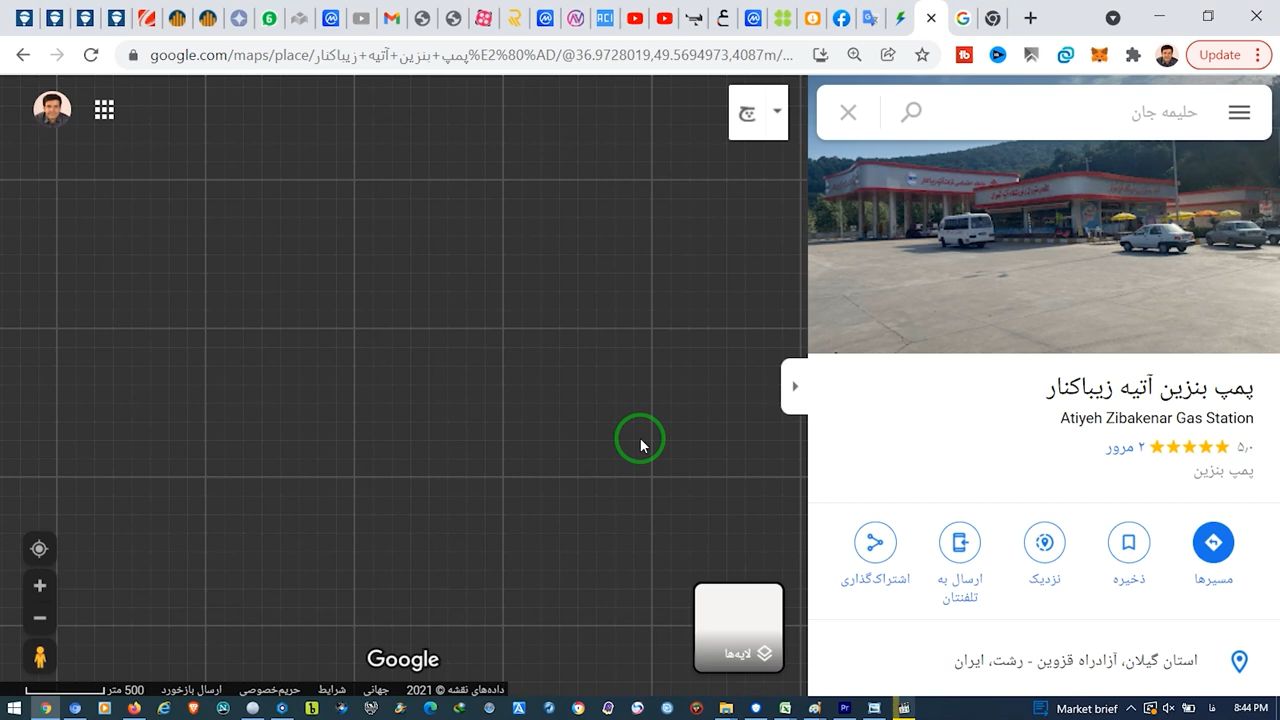 google.com/maps/place/پمپ+بنزین+آتیه+زیباکنار%E2%80%AD/@36.9728019,49.5694973,4087m/...
Update
حلیمه جان
پمپ بنزین آتیه زیباکنار
Atiyeh Zibakenar Gas Station
۵٫۰ ۲ مرور
پمپ بنزین
مسیرها
ذخیره
نزدیک
ارسال به تلفنتان
اشتراک‌گذاری
استان گیلان، آزادراه قزوین - رشت، ایران
لایه‌ها
Google
داده‌های نقشه © 2021 جهانی شرایط حریم‌خصوصی ارسال بازخورد 500 متر
Market brief
8:44 PM